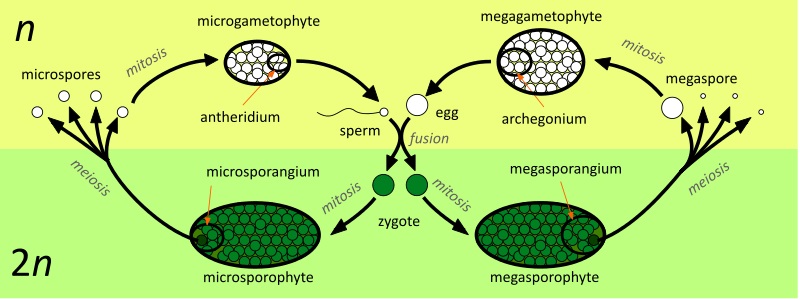 n
microgametophyte
megagametophyte
microspores
mitosis
mitosis
megaspore
antheridium
sperm
egg
archegonium
fusion
meiosis
microsporangium
mitosis
mitosis
megasporangium
meiosis
zygote
2n
microsporophyte
megasporophyte